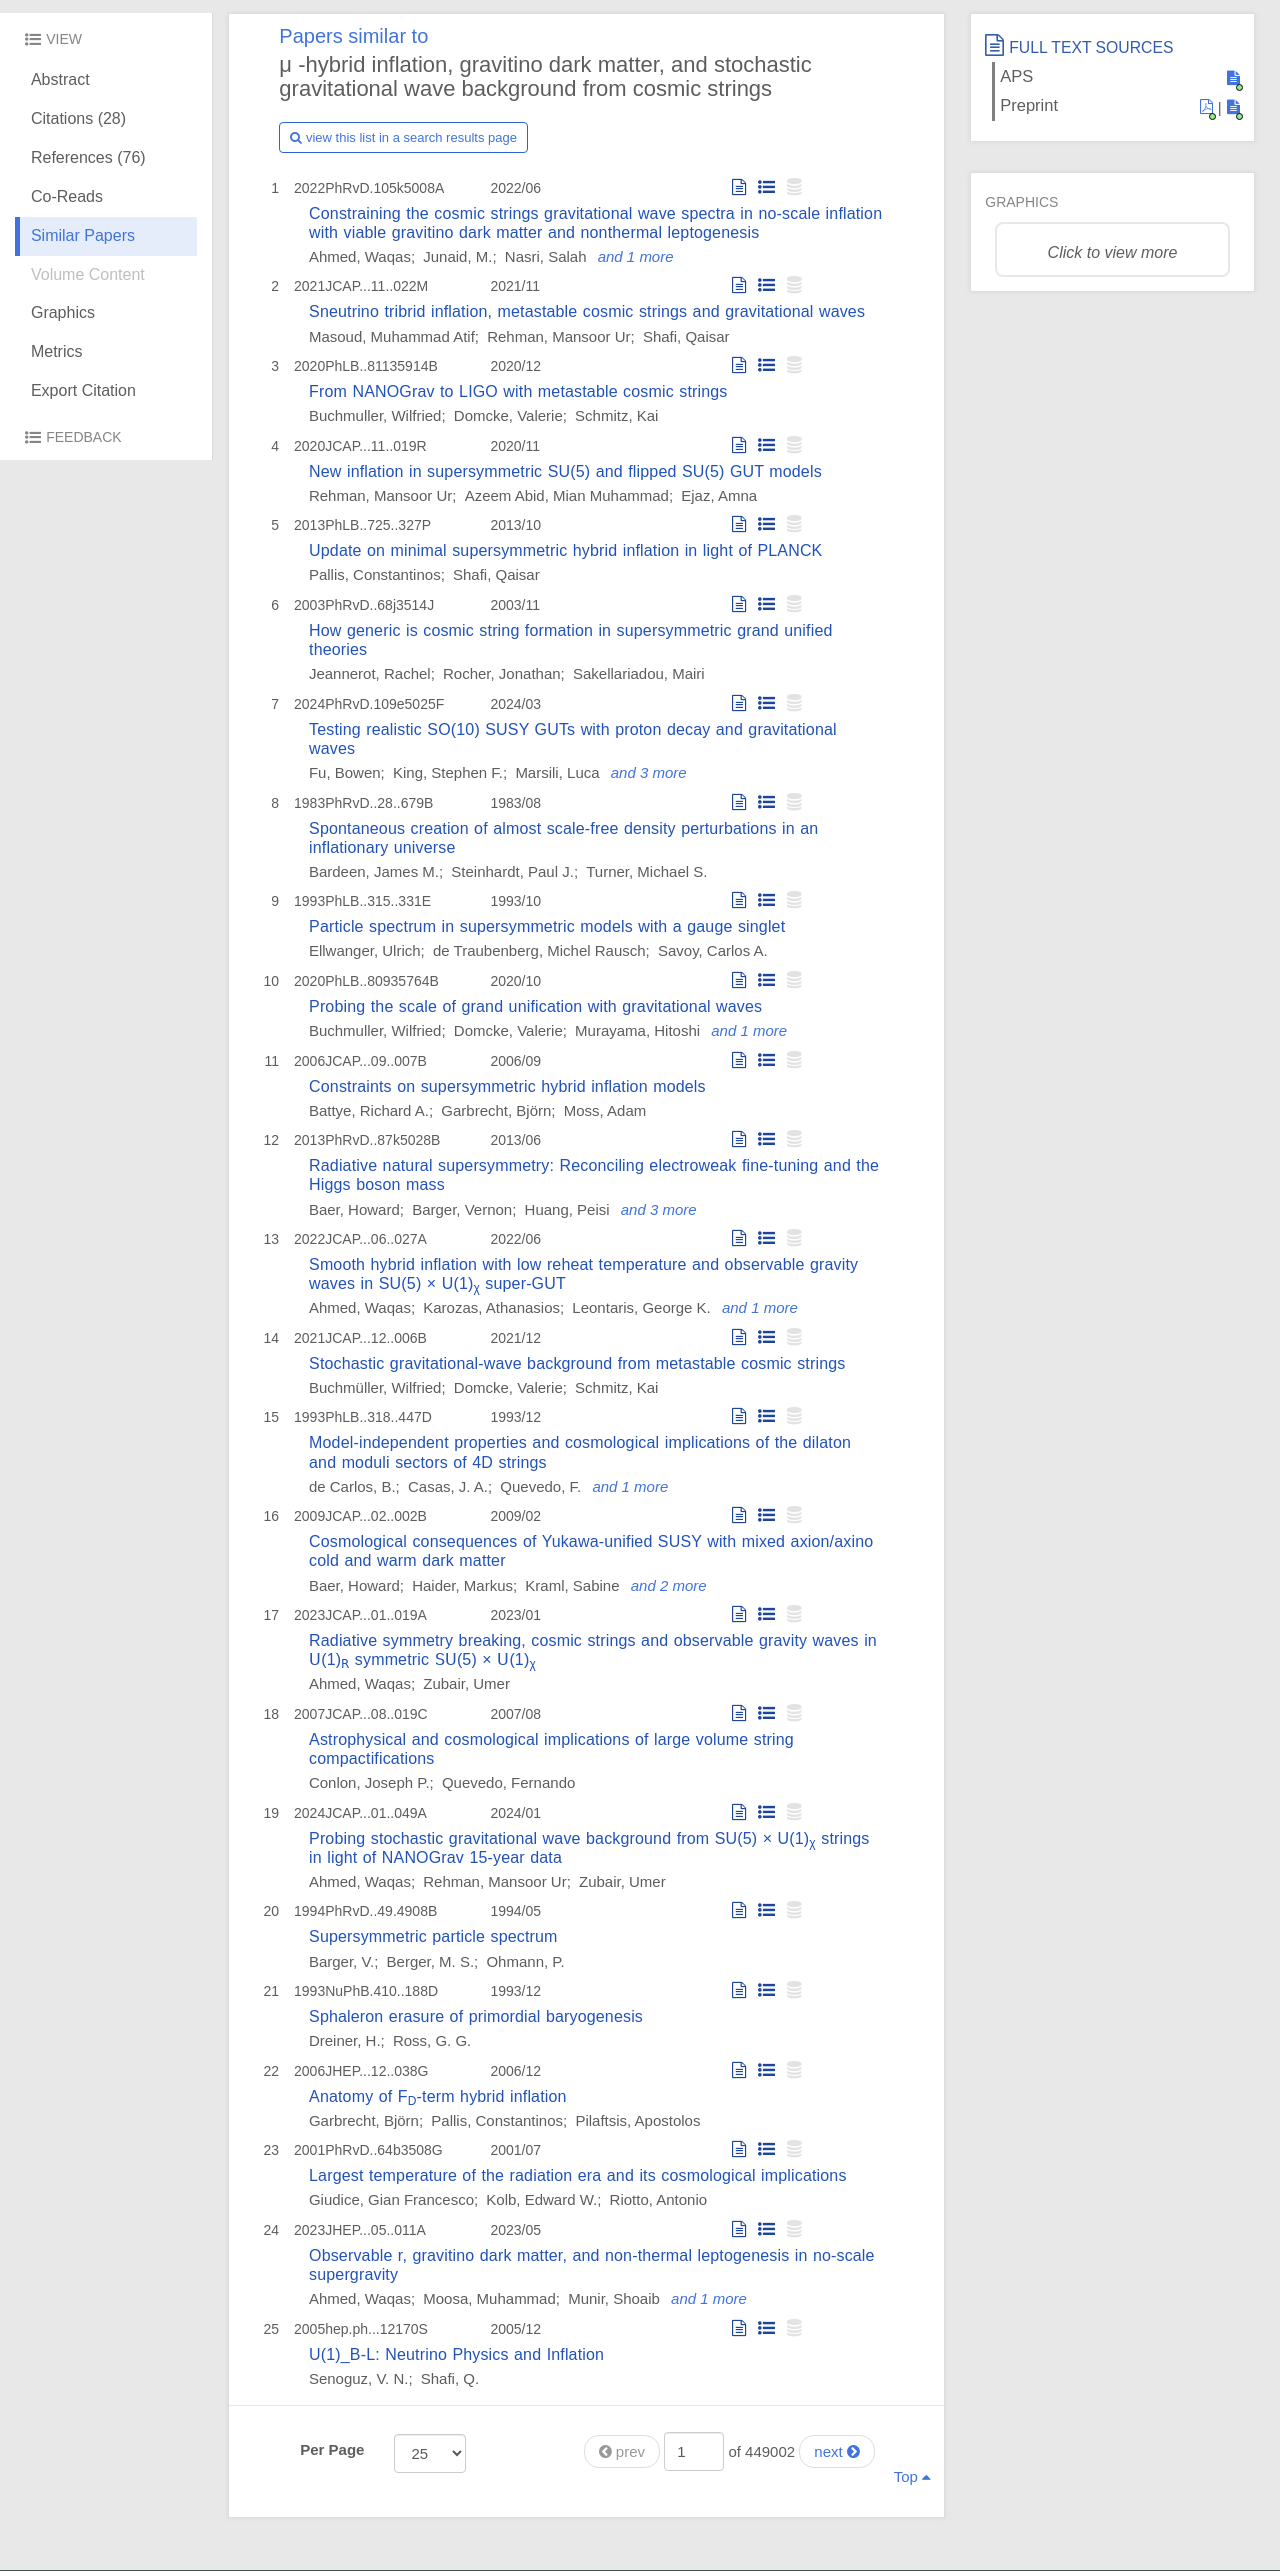 VIEW
Abstract
Citations (28)
References (76)
Co-Reads
Similar Papers
Volume Content
Graphics
Metrics
Export Citation
FEEDBACK
Papers similar to
μ -hybrid inflation, gravitino dark matter, and stochastic
gravitational wave background from cosmic strings
view this list in a search results page
1 2022PhRvD.105k5008A 2022/06
Constraining the cosmic strings gravitational wave spectra in no-scale inflation
with viable gravitino dark matter and nonthermal leptogenesis
Ahmed, Waqas; Junaid, M.; Nasri, Salah and 1 more
2 2021JCAP...11..022M 2021/11
Sneutrino tribrid inflation, metastable cosmic strings and gravitational waves
Masoud, Muhammad Atif; Rehman, Mansoor Ur; Shafi, Qaisar
3 2020PhLB..81135914B 2020/12
From NANOGrav to LIGO with metastable cosmic strings
Buchmuller, Wilfried; Domcke, Valerie; Schmitz, Kai
4 2020JCAP...11..019R 2020/11
New inflation in supersymmetric SU(5) and flipped SU(5) GUT models
Rehman, Mansoor Ur; Azeem Abid, Mian Muhammad; Ejaz, Amna
5 2013PhLB..725..327P 2013/10
Update on minimal supersymmetric hybrid inflation in light of PLANCK
Pallis, Constantinos; Shafi, Qaisar
6 2003PhRvD..68j3514J 2003/11
How generic is cosmic string formation in supersymmetric grand unified
theories
Jeannerot, Rachel; Rocher, Jonathan; Sakellariadou, Mairi
7 2024PhRvD.109e5025F 2024/03
Testing realistic SO(10) SUSY GUTs with proton decay and gravitational
waves
Fu, Bowen; King, Stephen F.; Marsili, Luca and 3 more
8 1983PhRvD..28..679B 1983/08
Spontaneous creation of almost scale-free density perturbations in an
inflationary universe
Bardeen, James M.; Steinhardt, Paul J.; Turner, Michael S.
9 1993PhLB..315..331E 1993/10
Particle spectrum in supersymmetric models with a gauge singlet
Ellwanger, Ulrich; de Traubenberg, Michel Rausch; Savoy, Carlos A.
10 2020PhLB..80935764B 2020/10
Probing the scale of grand unification with gravitational waves
Buchmuller, Wilfried; Domcke, Valerie; Murayama, Hitoshi and 1 more
11 2006JCAP...09..007B 2006/09
Constraints on supersymmetric hybrid inflation models
Battye, Richard A.; Garbrecht, Björn; Moss, Adam
12 2013PhRvD..87k5028B 2013/06
Radiative natural supersymmetry: Reconciling electroweak fine-tuning and the
Higgs boson mass
Baer, Howard; Barger, Vernon; Huang, Peisi and 3 more
13 2022JCAP...06..027A 2022/06
Smooth hybrid inflation with low reheat temperature and observable gravity
waves in SU(5) × U(1)χ super-GUT
Ahmed, Waqas; Karozas, Athanasios; Leontaris, George K. and 1 more
14 2021JCAP...12..006B 2021/12
Stochastic gravitational-wave background from metastable cosmic strings
Buchmüller, Wilfried; Domcke, Valerie; Schmitz, Kai
15 1993PhLB..318..447D 1993/12
Model-independent properties and cosmological implications of the dilaton
and moduli sectors of 4D strings
de Carlos, B.; Casas, J. A.; Quevedo, F. and 1 more
16 2009JCAP...02..002B 2009/02
Cosmological consequences of Yukawa-unified SUSY with mixed axion/axino
cold and warm dark matter
Baer, Howard; Haider, Markus; Kraml, Sabine and 2 more
17 2023JCAP...01..019A 2023/01
Radiative symmetry breaking, cosmic strings and observable gravity waves in
U(1)R symmetric SU(5) × U(1)χ
Ahmed, Waqas; Zubair, Umer
18 2007JCAP...08..019C 2007/08
Astrophysical and cosmological implications of large volume string
compactifications
Conlon, Joseph P.; Quevedo, Fernando
19 2024JCAP...01..049A 2024/01
Probing stochastic gravitational wave background from SU(5) × U(1)χ strings
in light of NANOGrav 15-year data
Ahmed, Waqas; Rehman, Mansoor Ur; Zubair, Umer
20 1994PhRvD..49.4908B 1994/05
Supersymmetric particle spectrum
Barger, V.; Berger, M. S.; Ohmann, P.
21 1993NuPhB.410..188D 1993/12
Sphaleron erasure of primordial baryogenesis
Dreiner, H.; Ross, G. G.
22 2006JHEP...12..038G 2006/12
Anatomy of FD-term hybrid inflation
Garbrecht, Björn; Pallis, Constantinos; Pilaftsis, Apostolos
23 2001PhRvD..64b3508G 2001/07
Largest temperature of the radiation era and its cosmological implications
Giudice, Gian Francesco; Kolb, Edward W.; Riotto, Antonio
24 2023JHEP...05..011A 2023/05
Observable r, gravitino dark matter, and non-thermal leptogenesis in no-scale
supergravity
Ahmed, Waqas; Moosa, Muhammad; Munir, Shoaib and 1 more
25 2005hep.ph...12170S 2005/12
U(1)_B-L: Neutrino Physics and Inflation
Senoguz, V. N.; Shafi, Q.
Per Page 25 prev 1 of 449002 next
Top
FULL TEXT SOURCES
APS
Preprint |
GRAPHICS
Click to view more